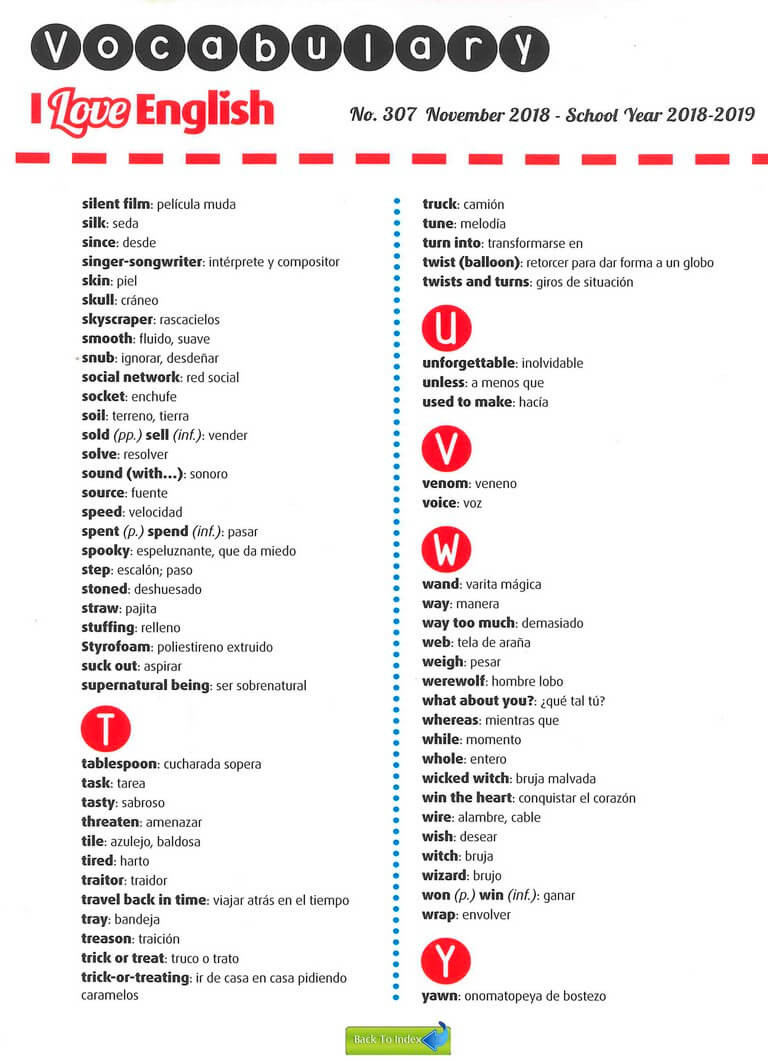 Vocabulary
I Love English
No. 307 November 2018 - School Year 2018-2019
silent film: película muda
silk: seda
since: desde
singer-songwriter: intérprete y compositor
skin: piel
skull: cráneo
skyscraper: rascacielos
smooth: fluido, suave
snub: ignorar, desdeñar
social network: red social
socket: enchufe
soil: terreno, tierra
sold (pp.) sell (inf.): vender
solve: resolver
sound (with...): sonoro
source: fuente
speed: velocidad
spent (p.) spend (inf.): pasar
spooky: espeluznante, que da miedo
step: escalón; paso
stoned: deshuesado
straw: pajita
stuffing: relleno
Styrofoam: poliestireno extruido
suck out: aspirar
supernatural being: ser sobrenatural
T
tablespoon: cucharada sopera
task: tarea
tasty: sabroso
threaten: amenazar
tile: azulejo, baldosa
tired: harto
traitor: traidor
travel back in time: viajar atrás en el tiempo
tray: bandeja
treason: traición
trick or treat: truco o trato
trick-or-treating: ir de casa en casa pidiendo
caramelos
truck: camión
tune: melodía
turn into: transformarse en
twist (balloon): retorcer para dar forma a un globo
twists and turns: giros de situación
U
unforgettable: inolvidable
unless: a menos que
used to make: hacía
V
venom: veneno
voice: voz
W
wand: varita mágica
way: manera
way too much: demasiado
web: tela de araña
weigh: pesar
werewolf: hombre lobo
what about you?: ¿qué tal tú?
whereas: mientras que
while: momento
whole: entero
wicked witch: bruja malvada
win the heart: conquistar el corazón
wire: alambre, cable
wish: desear
witch: bruja
wizard: brujo
won (p.) win (inf.): ganar
wrap: envolver
Y
yawn: onomatopeya de bostezo
Back To Index